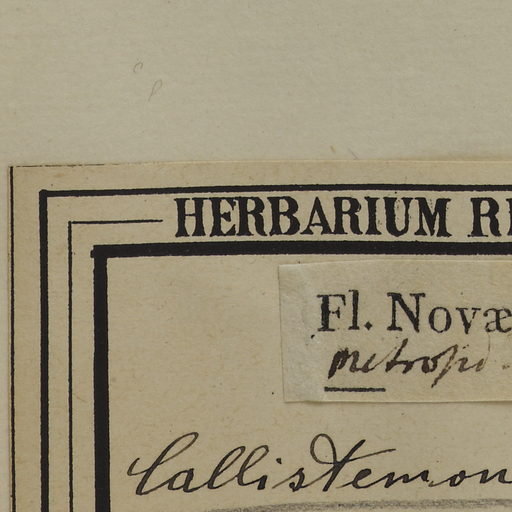 HERBARIUM R
Fl. Novæ
Callistemon